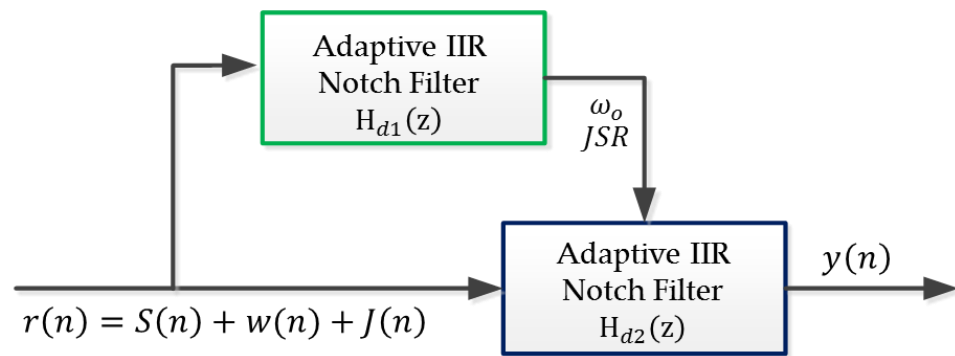 Adaptive IIR
Notch Filter
H_{d1}(z)
ω_o
JSR
Adaptive IIR
Notch Filter
H_{d2}(z)
y(n)
r(n) = S(n) + w(n) + J(n)